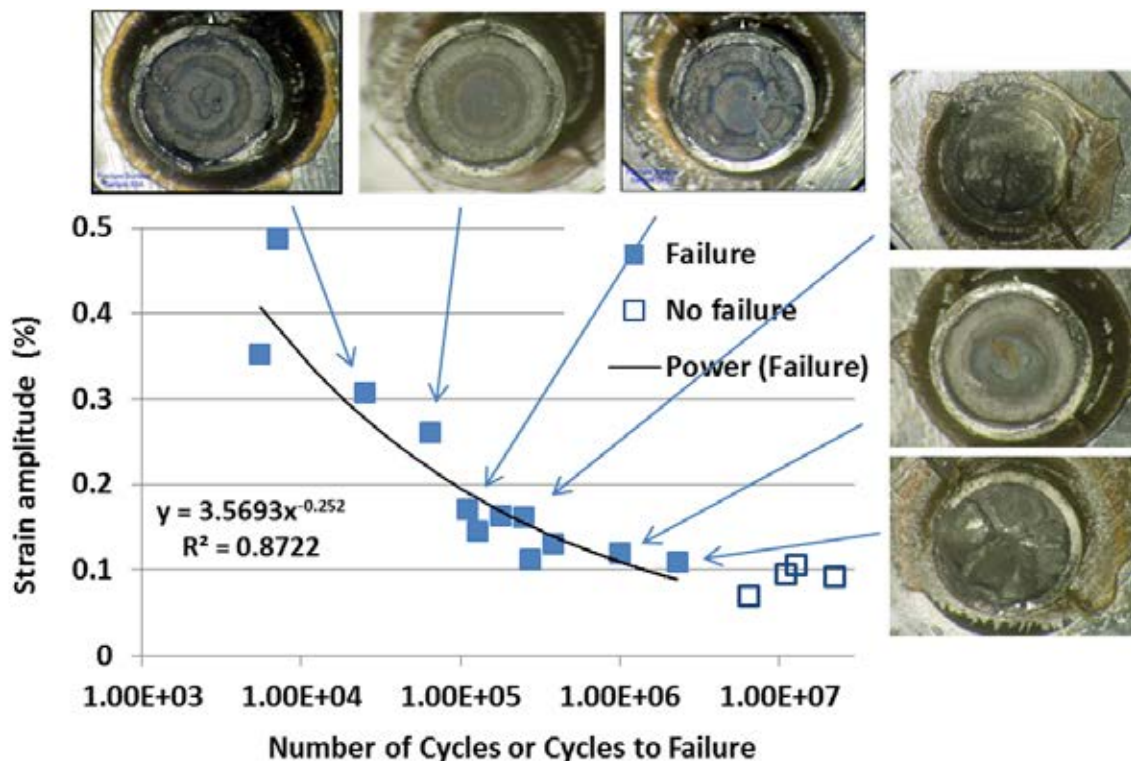 0.5
0.4
0.3
0.2
0.1
0
Strain amplitude (%)
Failure
No failure
Power (Failure)
y = 3.5693x^-0.252
R² = 0.8722
1.00E+03 1.00E+04 1.00E+05 1.00E+06 1.00E+07
Number of Cycles or Cycles to Failure